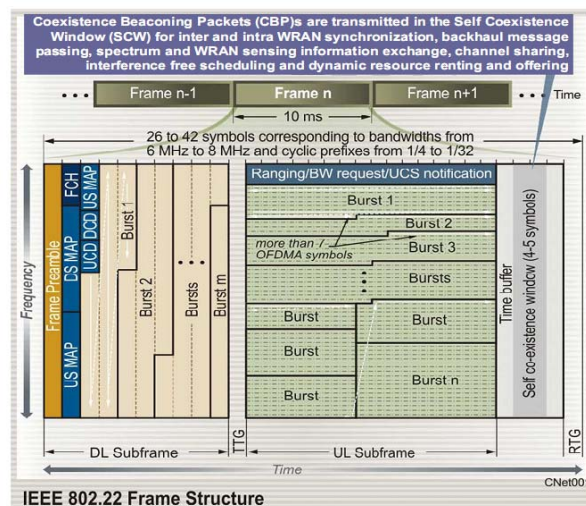 Coexistence Beaconing Packets (CBP)s are transmitted in the Self Coexistence
Window (SCW) for inter and intra WRAN synchronization, backhaul message
passing, spectrum and WRAN sensing information exchange, channel sharing,
interference free scheduling and dynamic resource renting and offering
Frame n-1
Frame n
Frame n+1
Time
10 ms
26 to 42 symbols corresponding to bandwidths from
6 MHz to 8 MHz and cyclic prefixes from 1/4 to 1/32
Frequency
Frame Preamble
FCH
DS MAP
US MAP
US MAP
DCD
UCD
Burst 1
Burst 2
Bursts
Burst m
TTG
Ranging/BW request/UCS notification
Burst 1
Burst 2
more than 7
OFDMA symbols
Burst 3
Bursts
Burst
Burst
Burst
Burst
Burst n
Time buffer
Self co-existence window (4-5 symbols)
RTG
DL Subframe
UL Subframe
Time
CNet00
IEEE 802.22 Frame Structure